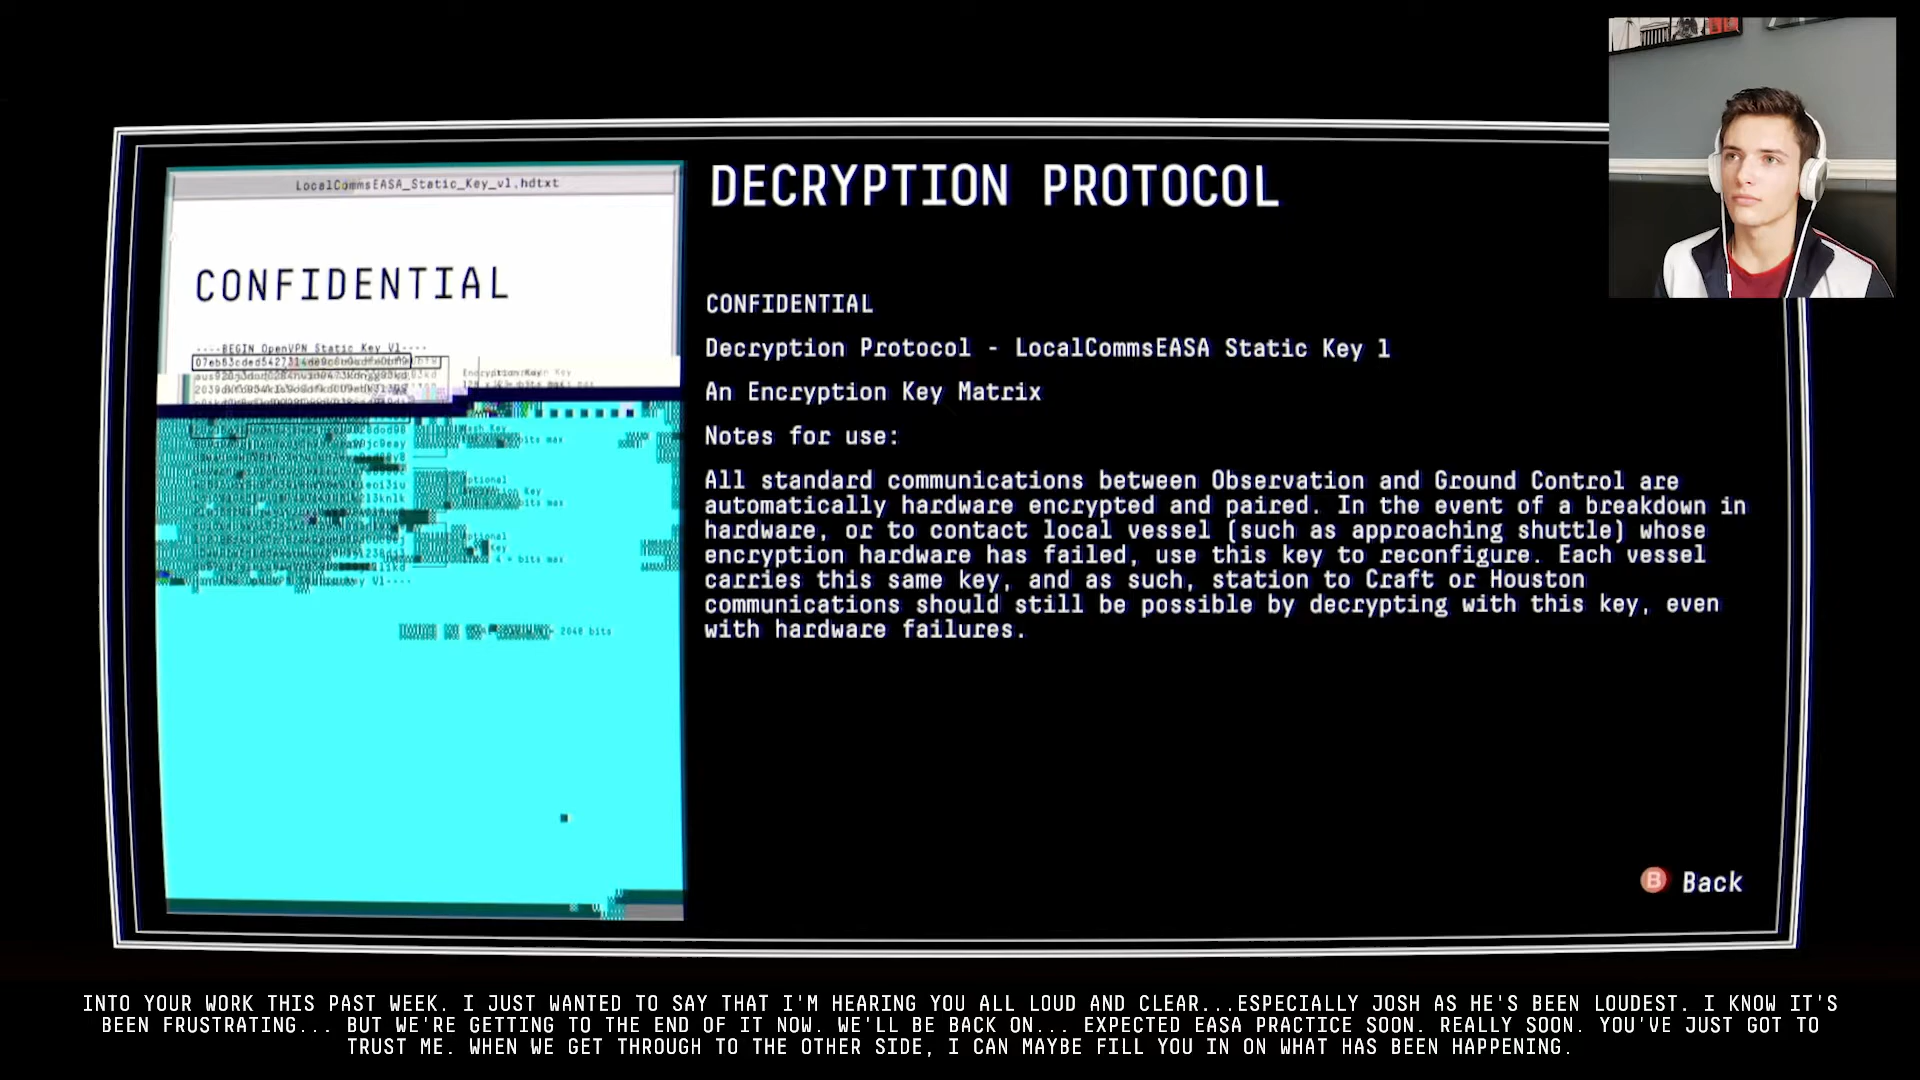 LocalCommsEASA_Static_Key_v1.hdtxt
CONFIDENTIAL
----BEGIN OpenVPN Static Key V1----
DECRYPTION PROTOCOL
CONFIDENTIAL
Decryption Protocol - LocalCommsEASA Static Key 1
An Encryption Key Matrix
Notes for use:
All standard communications between Observation and Ground Control are
automatically hardware encrypted and paired. In the event of a breakdown in
hardware, or to contact local vessel (such as approaching shuttle) whose
encryption hardware has failed, use this key to reconfigure. Each vessel
carries this same key, and as such, station to Craft or Houston
communications should still be possible by decrypting with this key, even
with hardware failures.
B Back
INTO YOUR WORK THIS PAST WEEK. I JUST WANTED TO SAY THAT I'M HEARING YOU ALL LOUD AND CLEAR...ESPECIALLY JOSH AS HE'S BEEN LOUDEST. I KNOW IT'S
BEEN FRUSTRATING... BUT WE'RE GETTING TO THE END OF IT NOW. WE'LL BE BACK ON... EXPECTED EASA PRACTICE SOON. REALLY SOON. YOU'VE JUST GOT TO
TRUST ME. WHEN WE GET THROUGH TO THE OTHER SIDE, I CAN MAYBE FILL YOU IN ON WHAT HAS BEEN HAPPENING.